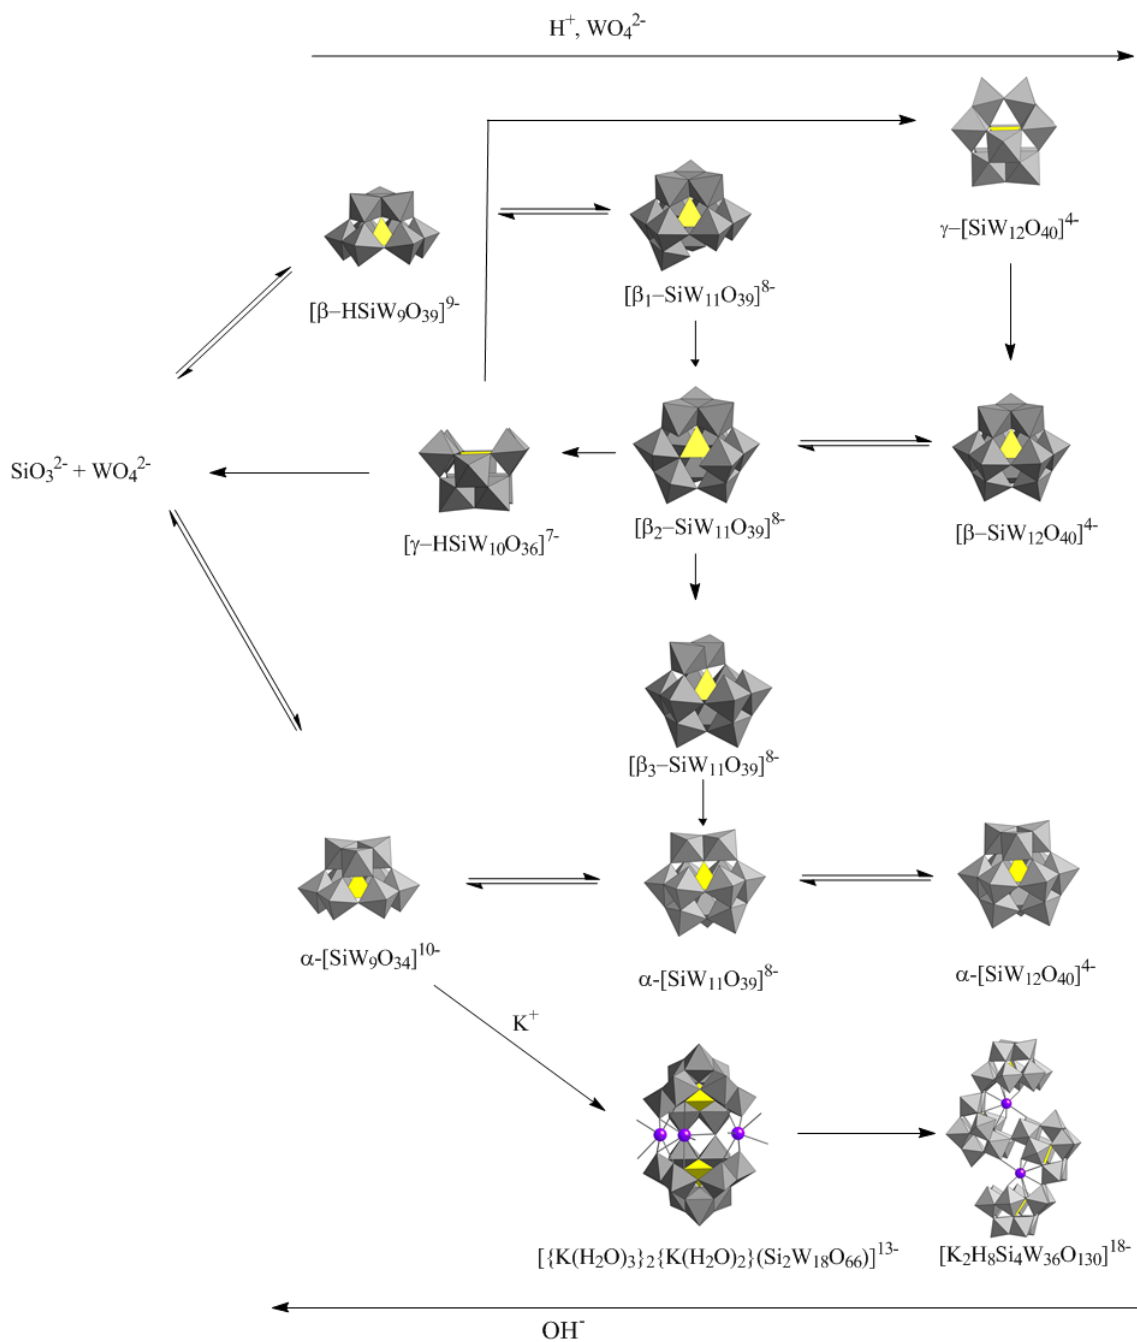 H⁺, WO₄²⁻
γ–[SiW₁₂O₄₀]⁴⁻
[β–HSiW₉O₃₉]⁹⁻
[β₁–SiW₁₁O₃₉]⁸⁻
SiO₃²⁻ + WO₄²⁻
[γ–HSiW₁₀O₃₆]⁷⁻
[β₂–SiW₁₁O₃₉]⁸⁻
[β–SiW₁₂O₄₀]⁴⁻
[β₃–SiW₁₁O₃₉]⁸⁻
α-[SiW₉O₃₄]¹⁰⁻
α-[SiW₁₁O₃₉]⁸⁻
α-[SiW₁₂O₄₀]⁴⁻
K⁺
[{K(H₂O)₃}₂{K(H₂O)₂}(Si₂W₁₈O₆₆)]¹³⁻
[K₂H₈Si₄W₃₆O₁₃₀]¹⁸⁻
OH⁻